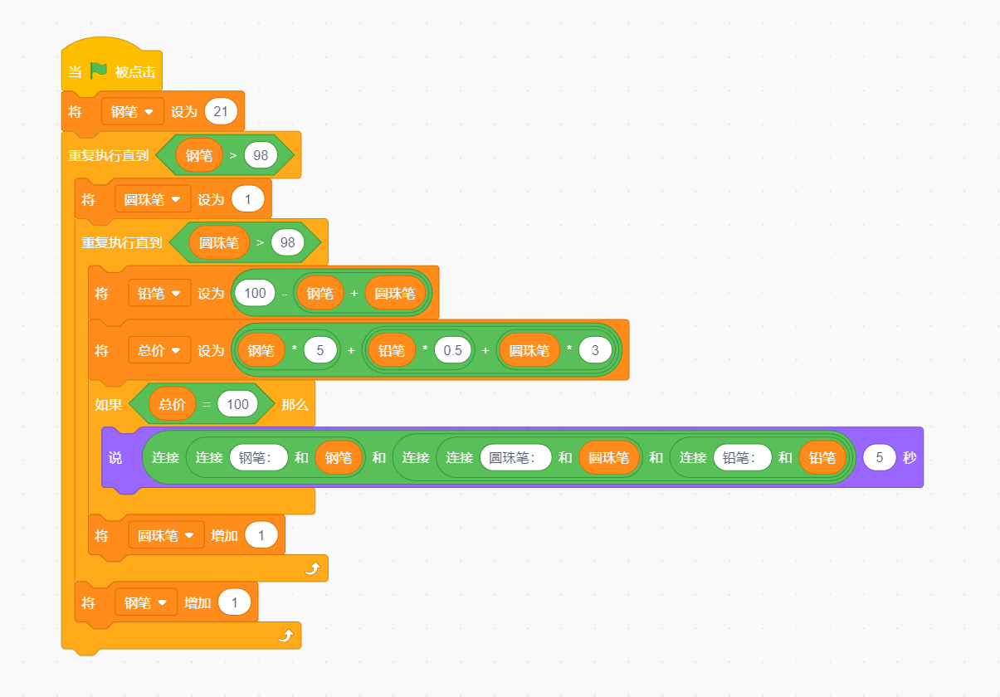 当 被点击
将 钢笔 设为 21
重复执行直到 钢笔 > 98
将 圆珠笔 设为 1
重复执行直到 圆珠笔 > 98
将 铅笔 设为 100 - 钢笔 + 圆珠笔
将 总价 设为 钢笔 * 5 + 铅笔 * 0.5 + 圆珠笔 * 3
如果 总价 = 100 那么
说 连接 连接 钢笔: 和 钢笔 和 连接 连接 圆珠笔: 和 圆珠笔 和 连接 铅笔: 和 铅笔 5 秒
将 圆珠笔 增加 1
将 钢笔 增加 1